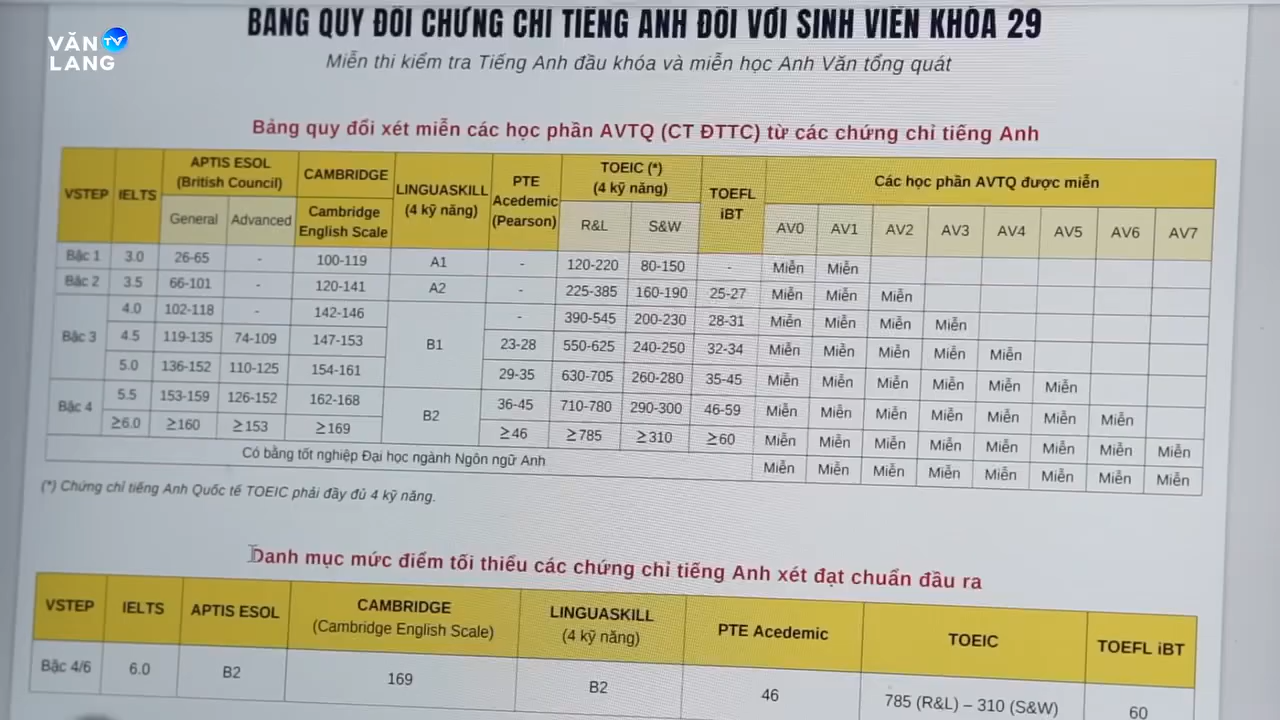 VĂN TV
LANG
BẢNG QUY ĐỔI CHỨNG CHỈ TIẾNG ANH ĐỐI VỚI SINH VIÊN KHÓA 29
Miễn thi kiểm tra Tiếng Anh đầu khóa và miễn học Anh Văn tổng quát
Bảng quy đổi xét miễn các học phần AVTQ (CT ĐTTC) từ các chứng chỉ tiếng Anh
VSTEP IELTS APTIS ESOL (British Council) CAMBRIDGE LINGUASKILL (4 kỹ năng) PTE Acedemic (Pearson) TOEIC (*) (4 kỹ năng) TOEFL iBT Các học phần AVTQ được miễn
General Advanced Cambridge English Scale R&L S&W AV0 AV1 AV2 AV3 AV4 AV5 AV6 AV7
Bậc 1 3.0 26-65 - 100-119 A1 - 120-220 80-150 - Miễn Miễn
Bậc 2 3.5 66-101 - 120-141 A2 - 225-385 160-190 25-27 Miễn Miễn Miễn
Bậc 3 4.0 102-118 - 142-146 B1 - 390-545 200-230 28-31 Miễn Miễn Miễn Miễn
4.5 119-135 74-109 147-153 23-28 550-625 240-250 32-34 Miễn Miễn Miễn Miễn Miễn
5.0 136-152 110-125 154-161 29-35 630-705 260-280 35-45 Miễn Miễn Miễn Miễn Miễn Miễn
Bậc 4 5.5 153-159 126-152 162-168 B2 36-45 710-780 290-300 46-59 Miễn Miễn Miễn Miễn Miễn Miễn Miễn
≥6.0 ≥160 ≥153 ≥169 ≥46 ≥785 ≥310 ≥60 Miễn Miễn Miễn Miễn Miễn Miễn Miễn Miễn
Có bằng tốt nghiệp Đại học ngành Ngôn ngữ Anh Miễn Miễn Miễn Miễn Miễn Miễn Miễn Miễn
(*) Chứng chỉ tiếng Anh Quốc tế TOEIC phải đầy đủ 4 kỹ năng.
Danh mục mức điểm tối thiểu các chứng chỉ tiếng Anh xét đạt chuẩn đầu ra
VSTEP IELTS APTIS ESOL CAMBRIDGE (Cambridge English Scale) LINGUASKILL (4 kỹ năng) PTE Acedemic TOEIC TOEFL iBT
Bậc 4/6 6.0 B2 169 B2 46 785 (R&L) – 310 (S&W) 60